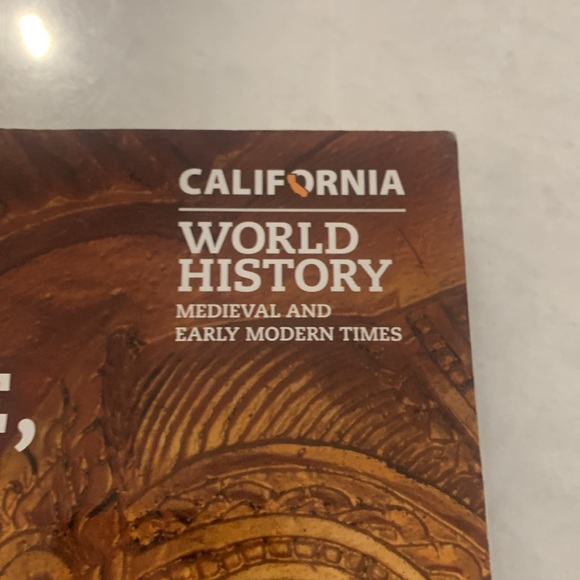 CALIFORNIA
WORLD
HISTORY
MEDIEVAL AND
EARLY MODERN TIMES